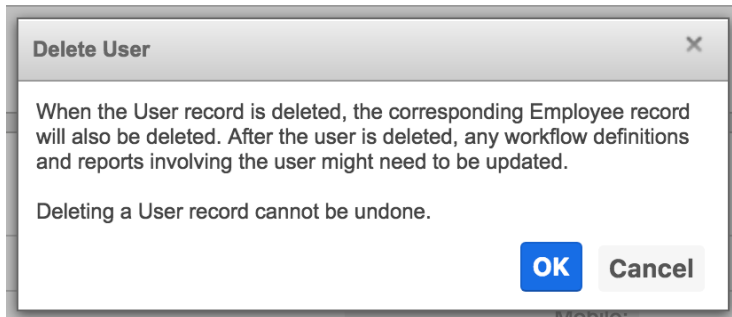 Delete User
When the User record is deleted, the corresponding Employee record
will also be deleted. After the user is deleted, any workflow definitions
and reports involving the user might need to be updated.
Deleting a User record cannot be undone.
OK Cancel
Mobile: